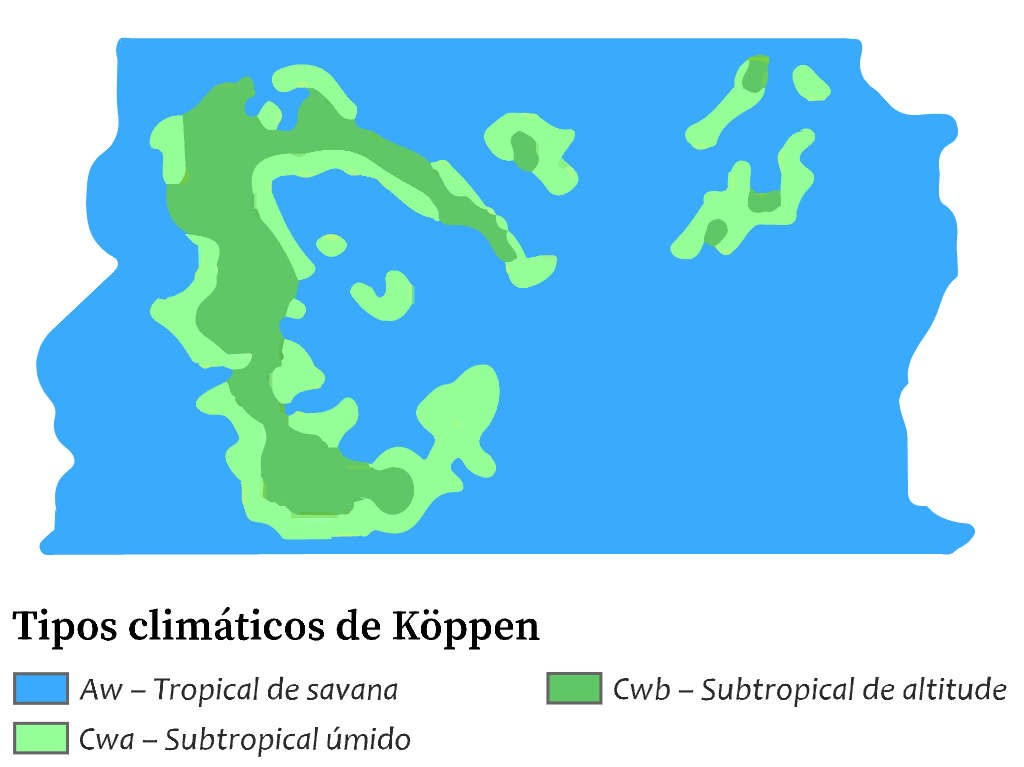 Tipos climáticos de Köppen
Aw – Tropical de savana
Cwb – Subtropical de altitude
Cwa – Subtropical úmido